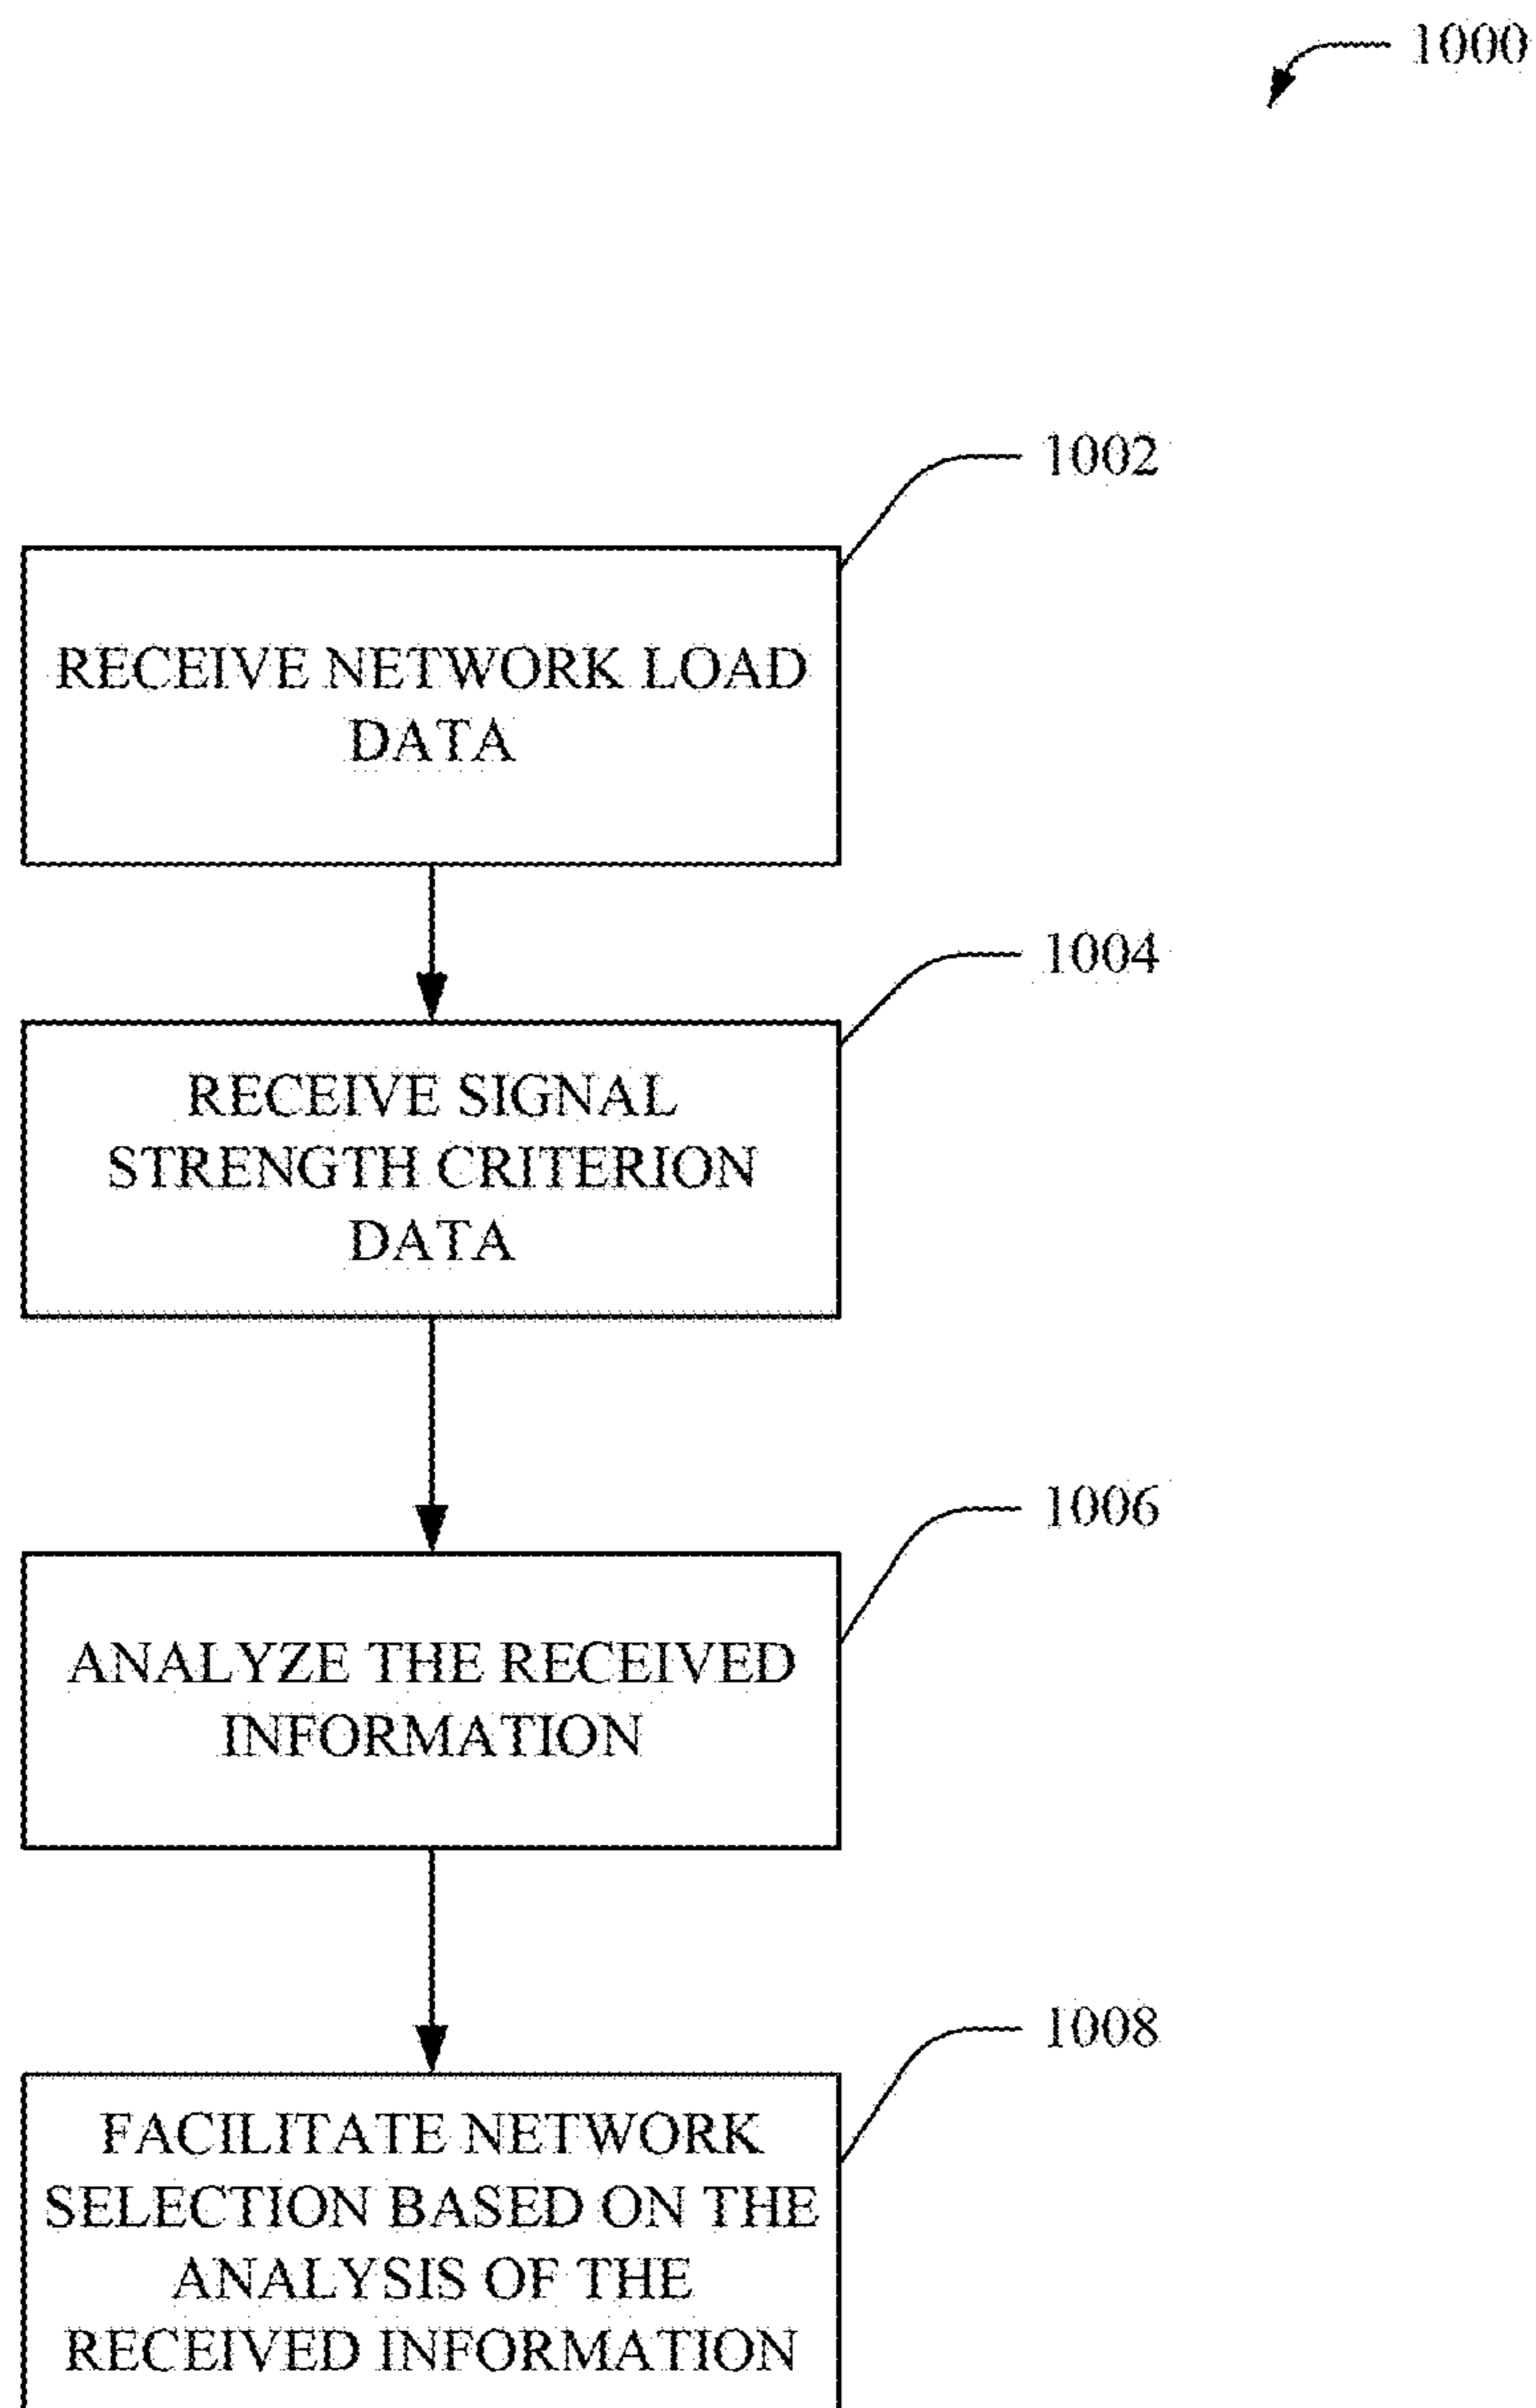 1000
1002
RECEIVE NETWORK LOAD
DATA
1004
RECEIVE SIGNAL
STRENGTH CRITERION
DATA
1006
ANALYZE THE RECEIVED
INFORMATION
1008
FACILITATE NETWORK
SELECTION BASED ON THE
ANALYSIS OF THE
RECEIVED INFORMATION